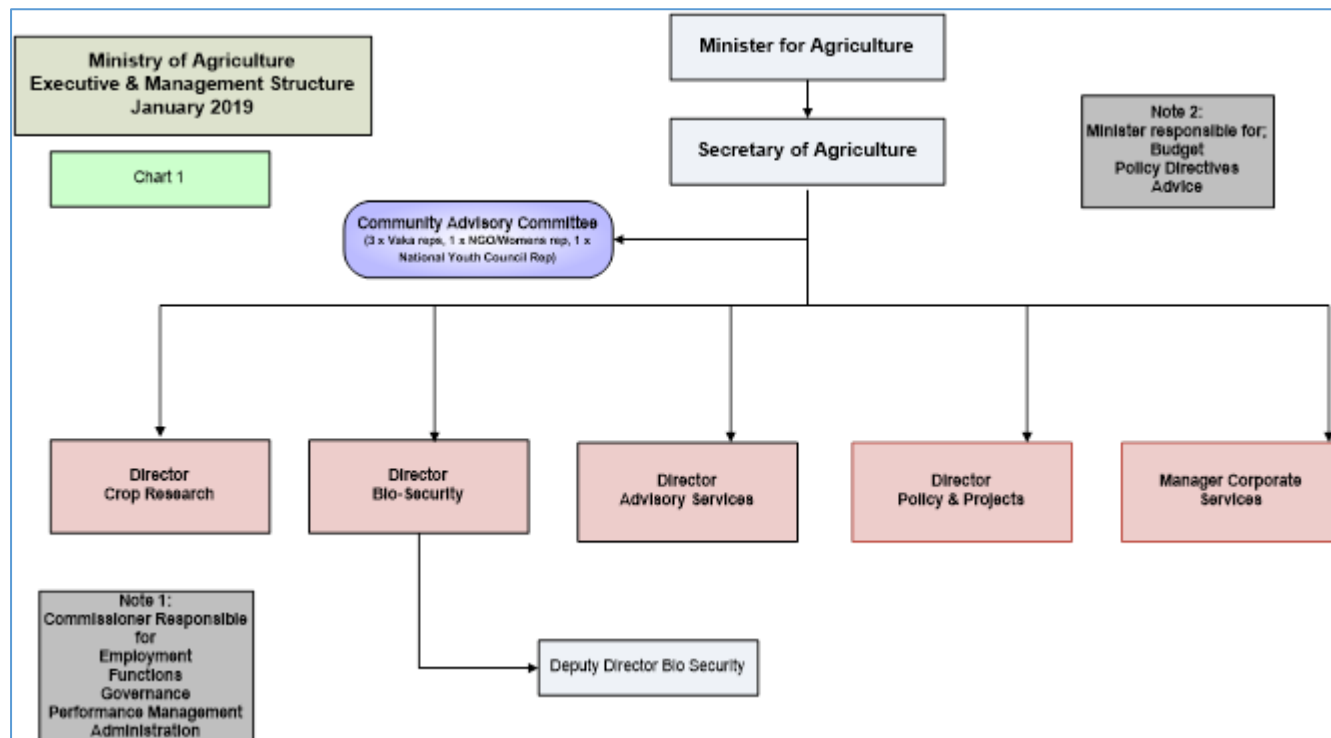 Ministry of Agriculture
Executive & Management Structure
January 2019
Chart 1
Minister for Agriculture
Secretary of Agriculture
Note 2:
Minister responsible for;
Budget
Policy Directives
Advice
Community Advisory Committee
(3 x Vaka reps, 1 x NGO/Womens rep, 1 x
National Youth Council Rep)
Director
Crop Research
Director
Bio-Security
Director
Advisory Services
Director
Policy & Projects
Manager Corporate
Services
Note 1:
Commissioner Responsible
for
Employment
Functions
Governance
Performance Management
Administration
Deputy Director Bio Security